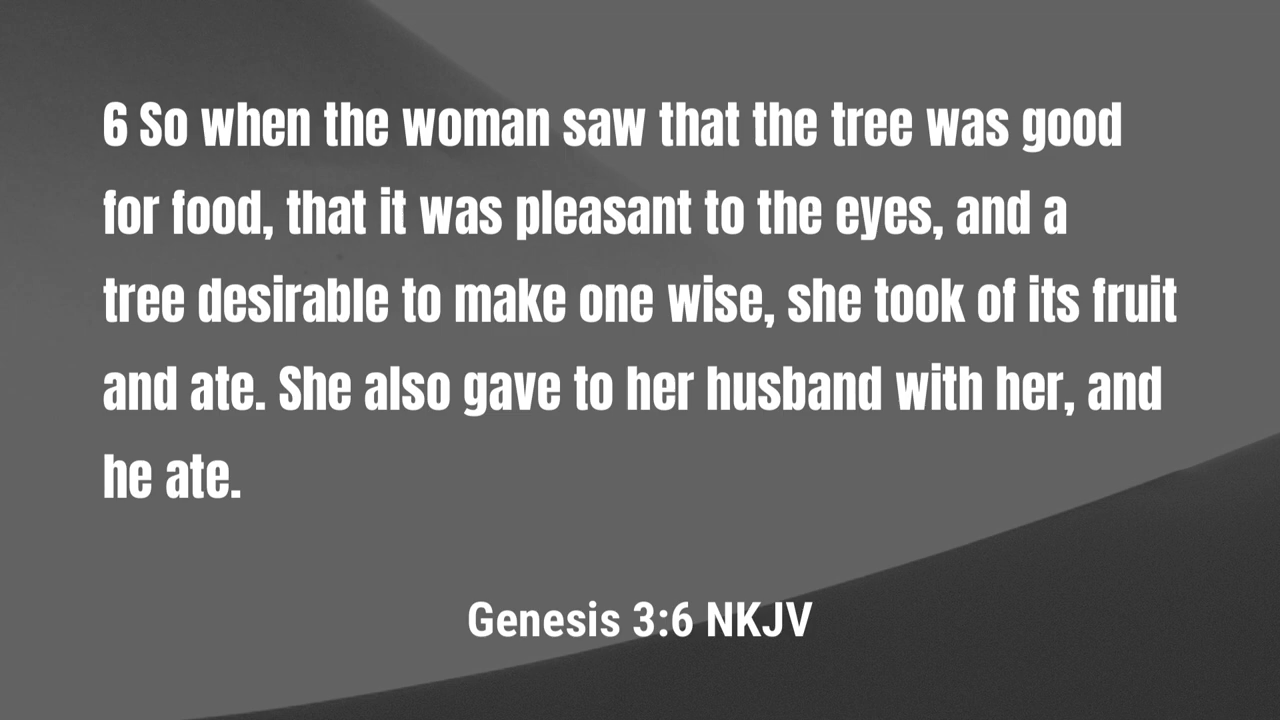 6 So when the woman saw that the tree was good
for food, that it was pleasant to the eyes, and a
tree desirable to make one wise, she took of its fruit
and ate. She also gave to her husband with her, and
he ate.
Genesis 3:6 NKJV